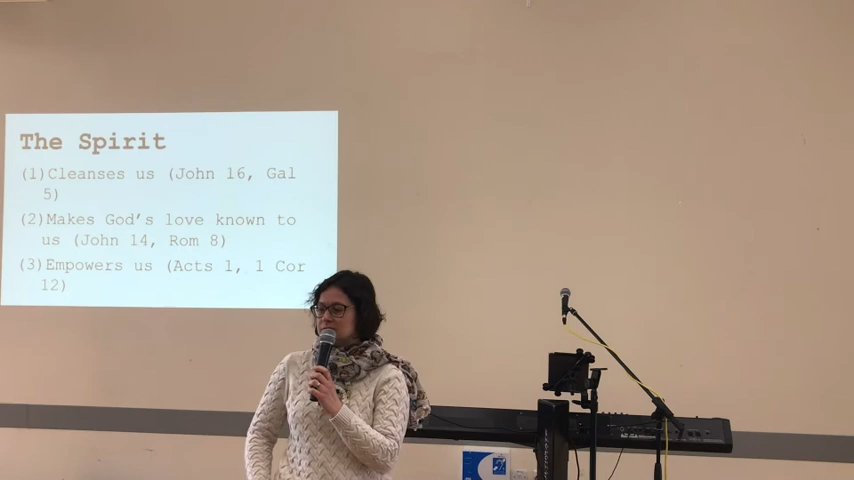 The Spirit
(1)Cleanses us (John 16, Gal
5)
(2)Makes God's love known to
us (John 14, Rom 8)
(3)Empowers us (Acts 1, 1 Cor
12)